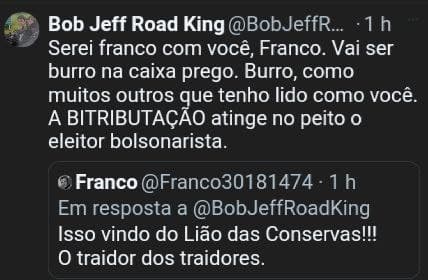 Bob Jeff Road King @BobJeffR... · 1 h
Serei franco com você, Franco. Vai ser
burro na caixa prego. Burro, como
muitos outros que tenho lido como você.
A BITRIBUTAÇÃO atinge no peito o
eleitor bolsonarista.
Franco @Franco30181474 · 1 h
Em resposta a @BobJeffRoadKing
Isso vindo do Lião das Conservas!!!
O traidor dos traidores.